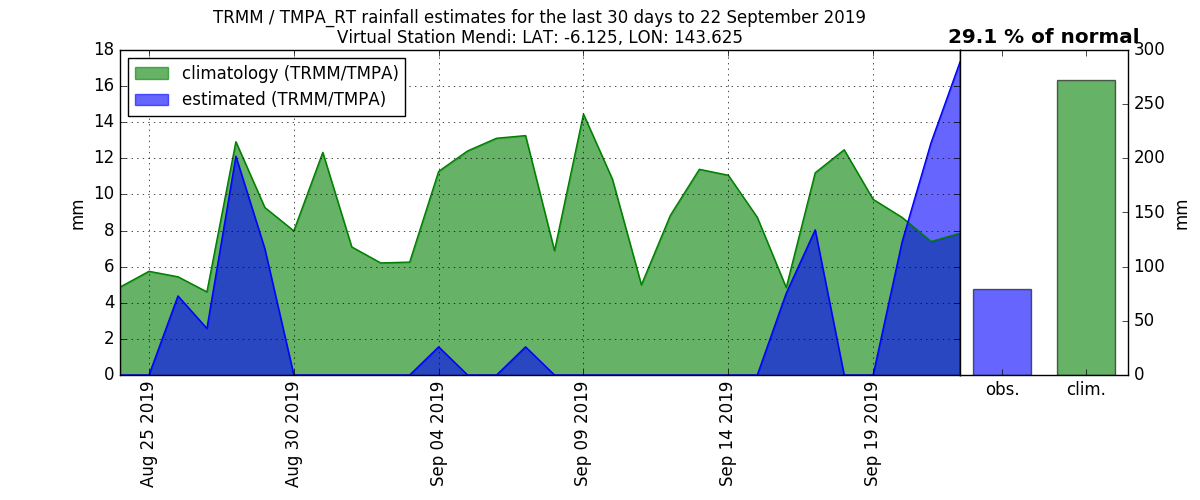 TRMM / TMPA_RT rainfall estimates for the last 30 days to 22 September 2019
Virtual Station Mendi: LAT: -6.125, LON: 143.625
29.1 % of normal
climatology (TRMM/TMPA)
estimated (TRMM/TMPA)
18
16
14
12
10
8
6
4
2
0
mm
Aug 25 2019
Aug 30 2019
Sep 04 2019
Sep 09 2019
Sep 14 2019
Sep 19 2019
300
250
200
150
100
50
0
mm
obs.
clim.